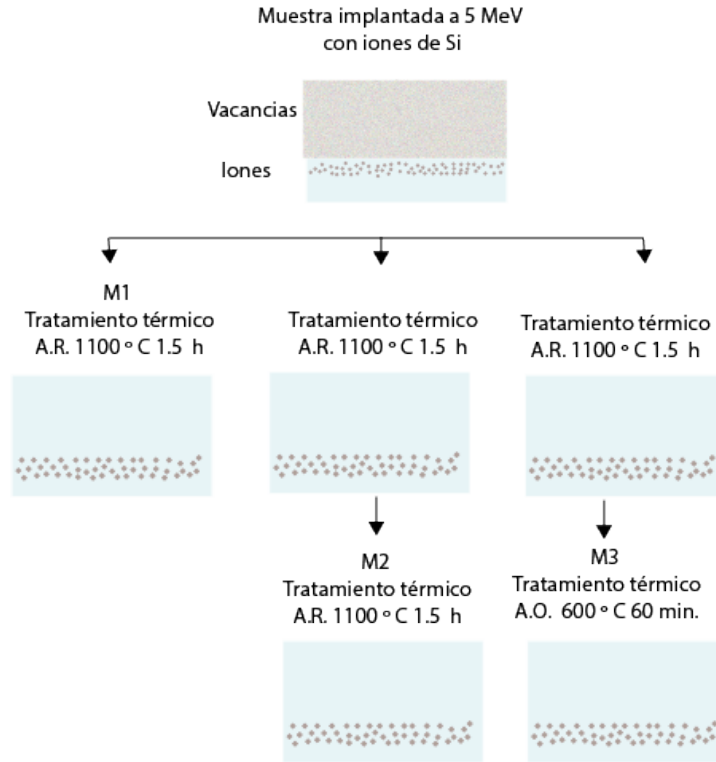 Muestra implantada a 5 MeV
con iones de Si
Vacancias
Iones
M1
Tratamiento térmico
A.R. 1100 º C 1.5 h
Tratamiento térmico
A.R. 1100 º C 1.5 h
Tratamiento térmico
A.R. 1100 º C 1.5 h
M2
Tratamiento térmico
A.R. 1100 º C 1.5 h
M3
Tratamiento térmico
A.O. 600 º C 60 min.